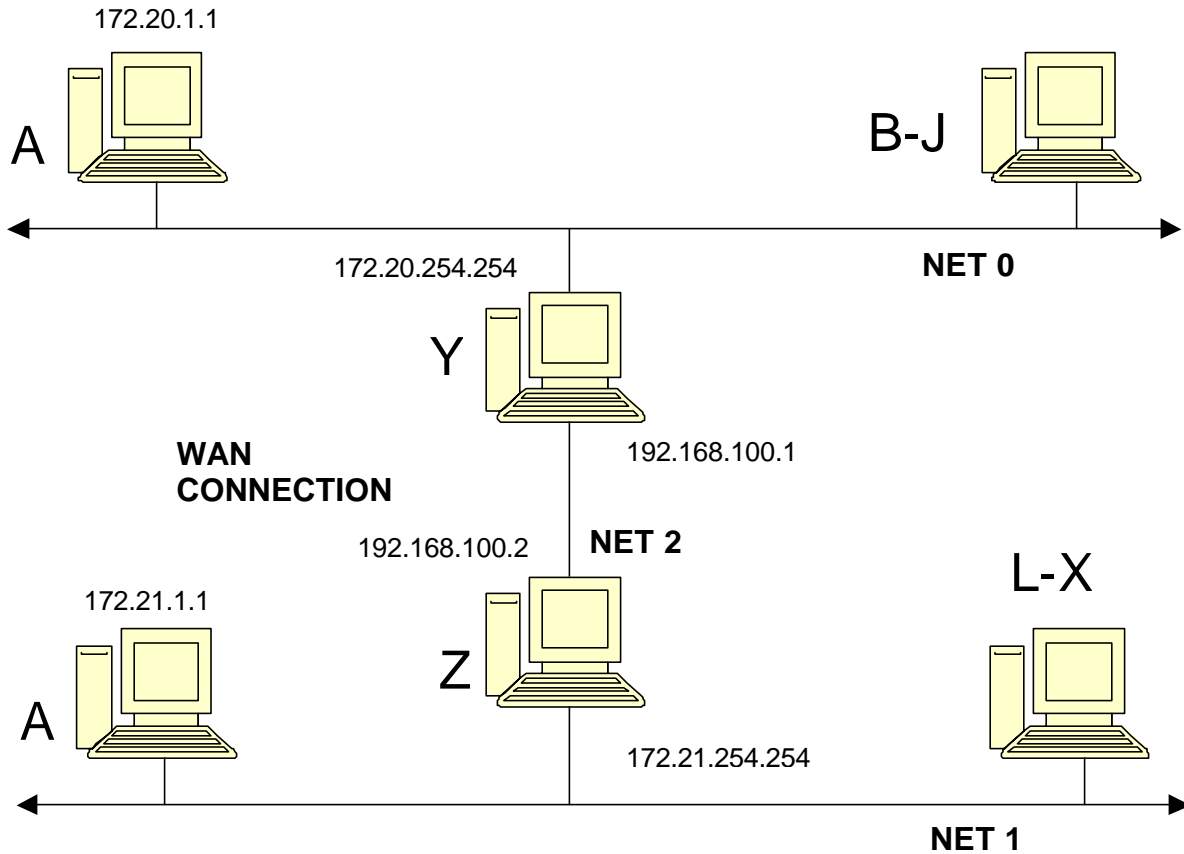 172.20.1.1
A
B-J
172.20.254.254
NET 0
Y
192.168.100.1
WAN
CONNECTION
192.168.100.2
NET 2
L-X
172.21.1.1
Z
A
172.21.254.254
NET 1